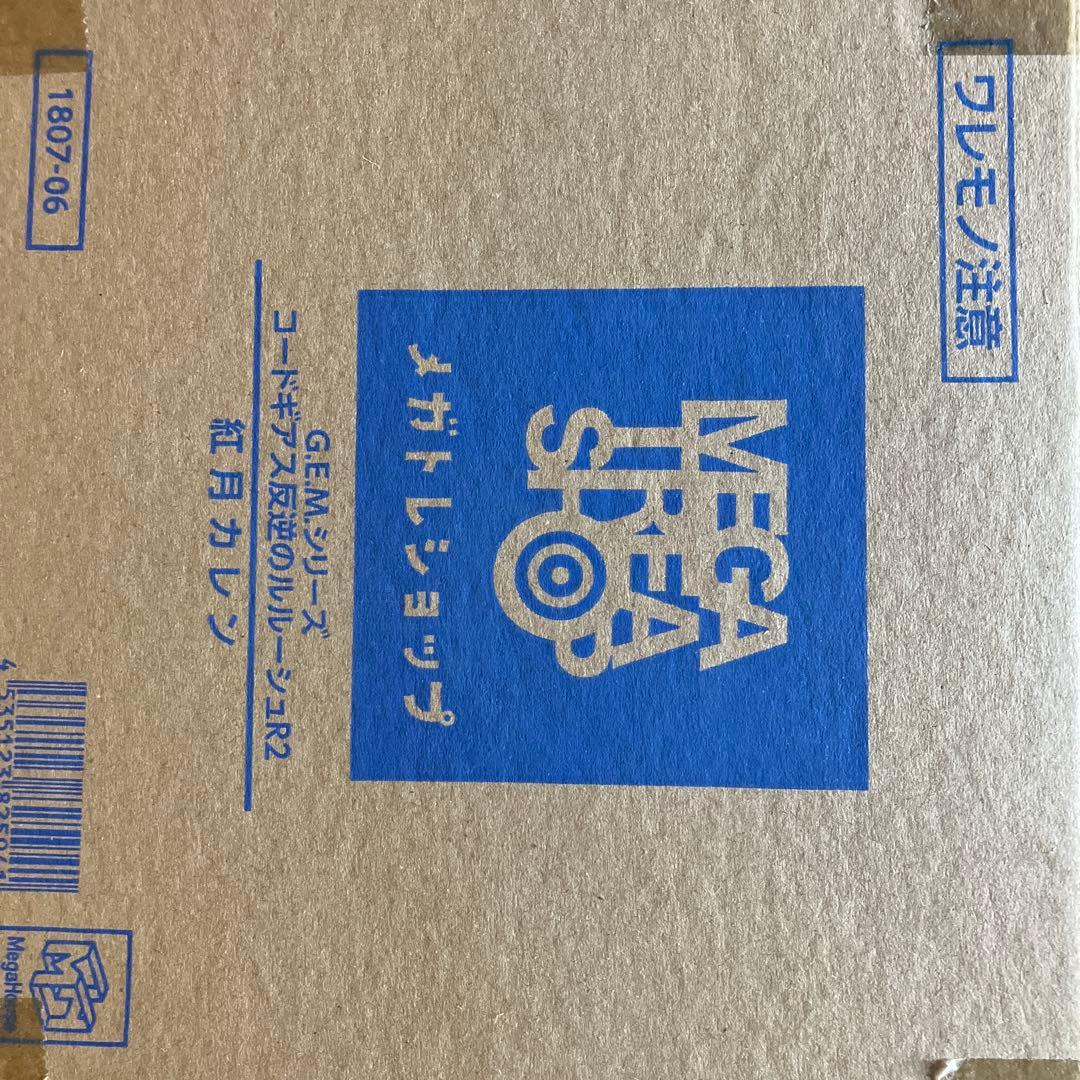 ワレモノ注意
MEGA
TREA
SHOP
メガトレショップ
G.E.M.シリーズ
コードギアス反逆のルルーシュR2
紅月カレン
1807-06
MegaHouse